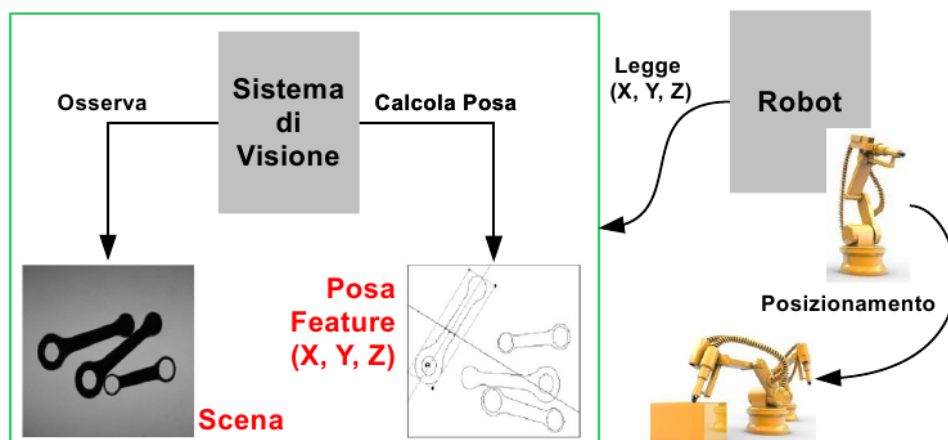 Osserva
Sistema
di
Visione
Calcola Posa
Legge
(X, Y, Z)
Robot
Posa
Feature
(X, Y, Z)
Scena
Posizionamento